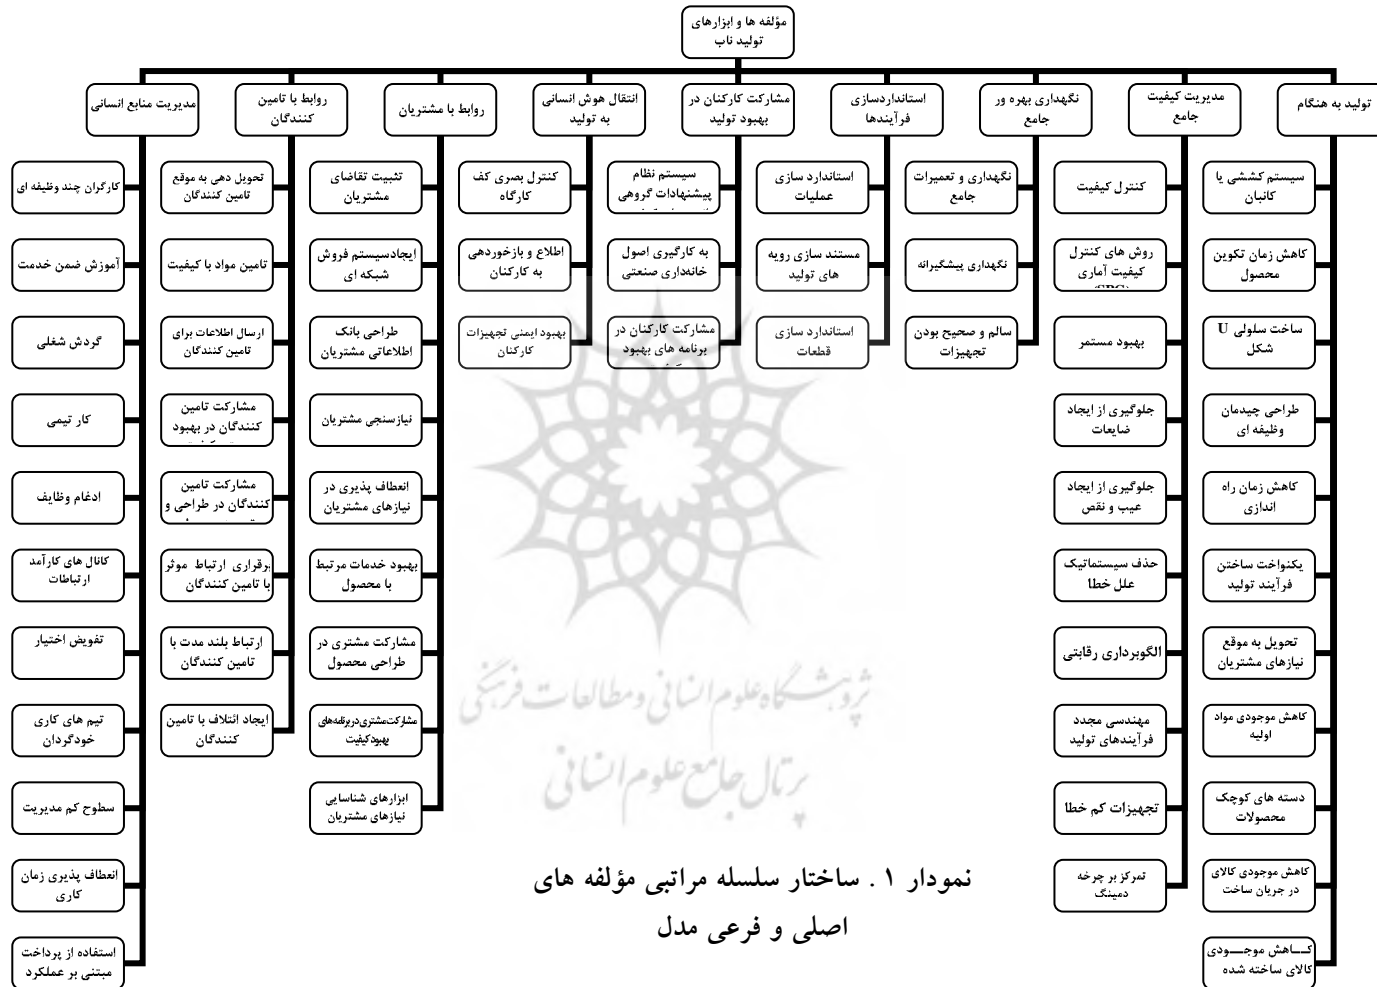 مؤلفه ها و ابزارهای
تولید ناب
تولید به هنگام
سیستم کششی یا
کانبان
کاهش زمان تکوین
محصول
ساخت سلولی U
شکل
طراحی چیدمان
وظیفه ای
کاهش زمان راه
اندازی
یکنواخت ساختن
فرآیند تولید
تحویل به موقع
نیازهای مشتریان
کاهش موجودی مواد
اولیه
دسته های کوچک
محصولات
کاهش موجودی کالای
در جریان ساخت
کـــاهش موجـــودی
کالای ساخته شده
مدیریت کیفیت
جامع
کنترل کیفیت
روش های کنترل
کیفیت آماری
بهبود مستمر
جلوگیری از ایجاد
ضایعات
جلوگیری از ایجاد
عیب و نقص
حذف سیستماتیک
علل خطا
الگوبرداری رقابتی
مهندسی مجدد
فرآیندهای تولید
تجهیزات کم خطا
تمرکز بر چرخه
دمینگ
نگهداری بهره ور
جامع
نگهداری و تعمیرات
جامع
نگهداری پیشگیرانه
سالم و صحیح بودن
تجهیزات
استانداردسازی
فرآیندها
استاندارد سازی
عملیات
مستند سازی رویه
های تولید
استاندارد سازی
قطعات
مشارکت کارکنان در
بهبود تولید
سیستم نظام
پیشنهادات گروهی
به کارگیری اصول
خانه‌داری صنعتی
مشارکت کارکنان در
برنامه های بهبود
انتقال هوش انسانی
به تولید
کنترل بصری کف
کارگاه
اطلاع و بازخوردهی
به کارکنان
بهبود ایمنی تجهیزات
کارکنان
روابط با مشتریان
تثبیت تقاضای
مشتریان
ایجادسیستم فروش
شبکه ای
طراحی بانک
اطلاعاتی مشتریان
نیازسنجی مشتریان
انعطاف پذیری در
نیازهای مشتریان
بهبود خدمات مرتبط
با محصول
مشارکت مشتری در
طراحی محصول
مشارکت مشتری در برنامه های
بهبود کیفیت
ابزارهای شناسایی
نیازهای مشتریان
روابط با تامین
کنندگان
تحویل دهی به موقع
تامین کنندگان
تامین مواد با کیفیت
ارسال اطلاعات برای
تامین کنندگان
مشارکت تامین
کنندگان در بهبود
مشارکت تامین
کنندگان در طراحی و
برقراری ارتباط موثر
با تامین کنندگان
ارتباط بلند مدت با
تامین کنندگان
ایجاد ائتلاف با تامین
کنندگان
مدیریت منابع انسانی
کارگران چند وظیفه ای
آموزش ضمن خدمت
گردش شغلی
کار تیمی
ادغام وظایف
کانال های کارآمد
ارتباطات
تفویض اختیار
تیم های کاری
خودگردان
سطوح کم مدیریت
انعطاف پذیری زمان
کاری
استفاده از پرداخت
مبتنی بر عملکرد
پژوهشگاه علوم انسانی و مطالعات فرهنگی
پرتال جامع علوم انسانی
نمودار ۱ . ساختار سلسله مراتبی مؤلفه های
اصلی و فرعی مدل